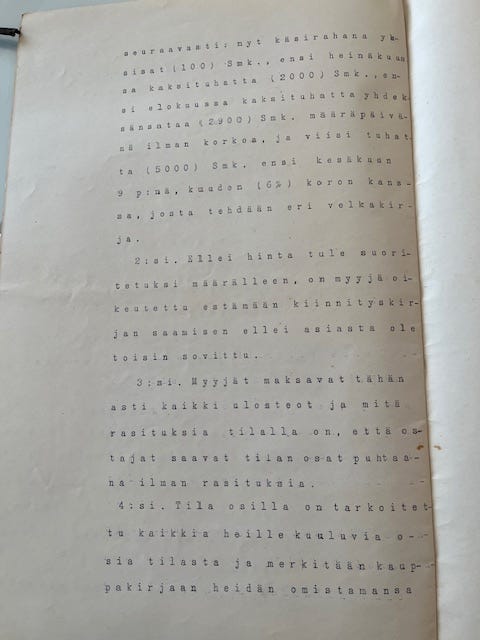 seuraavasti: nyt käsirahana yh-
sisat (100) Smk., ensi heinäkuus
sa kaksituhatta (2000) Smk., en-
si elokuussa kaksituhatta yhdek-
sänsataa (2900) Smk. määräpäivä-
nä ilman korkoa, ja viisi tuhat-
ta (5000) Smk. ensi kesäkuun
9 p:nä, kuuden (6%) koron kans-
sa, josta tehdään eri velkakir-
ja.
2:si. Ellei hinta tule suori-
tetuksi määrälleen, on myyjä oi-
keutettu estämään kiinnityskir-
jan saamisen ellei asiasta ole
toisin sovittu.
3:mi. Myyjät maksavat tähän
asti kaikki ulosteot ja mitä
rasituksia tilalla on, että os-
tajat saavat tilan osat puhtaa-
na ilman rasituksia.
4:si. Tila osilla on tarkoitet-
tu kaikkia heille kuuluvia o-
sia tilasta ja merkitään kaup-
pakirjaan heidän omistamansa